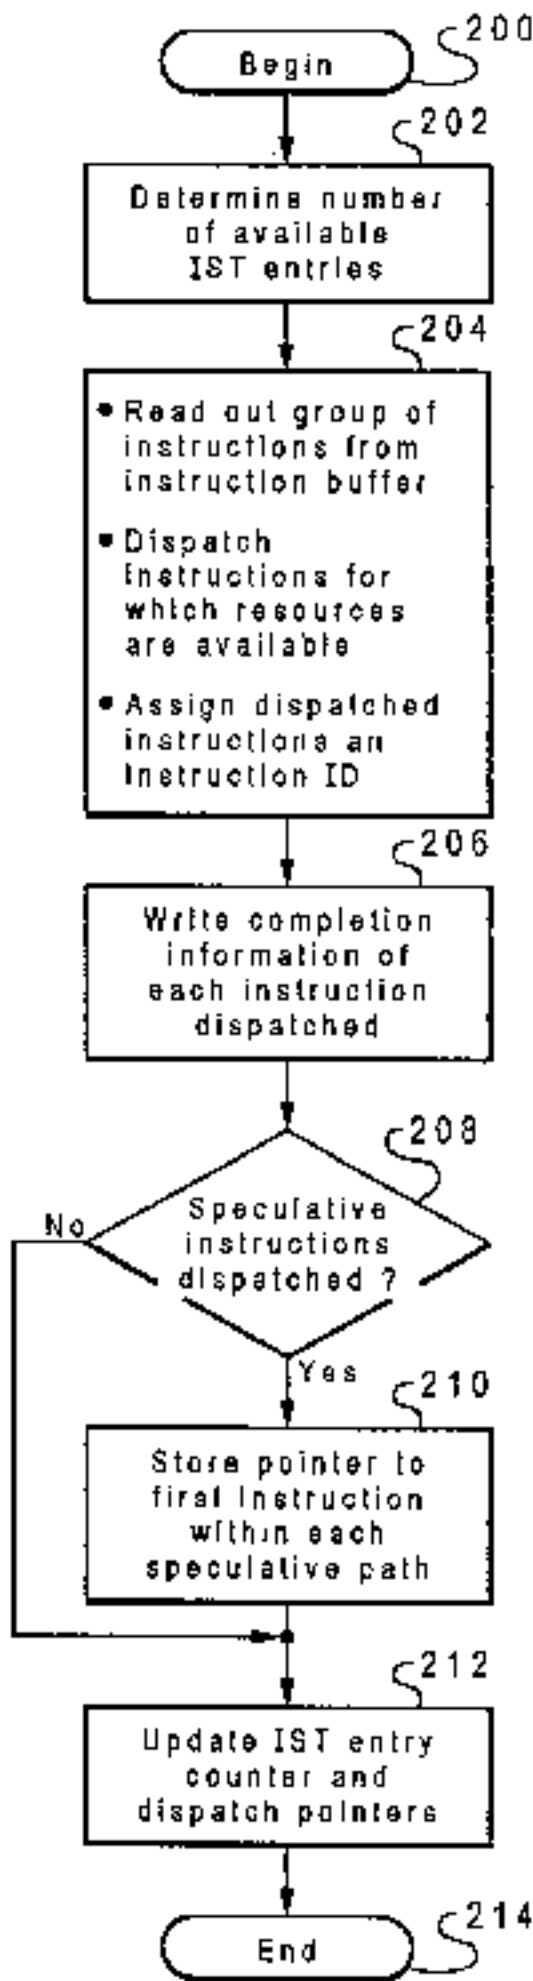 200
Begin
202
Determine number
of available
IST entries
204
• Read out group of
instructions from
instruction buffer
• Dispatch
instructions for
which resources
are available
• Assign dispatched
instructions an
instruction ID
206
Write completion
information of
each instruction
dispatched
208
Speculative
instructions
dispatched ?
No
Yes
210
Store pointer to
first instruction
within each
speculative path
212
Update IST entry
counter and
dispatch pointers
214
End